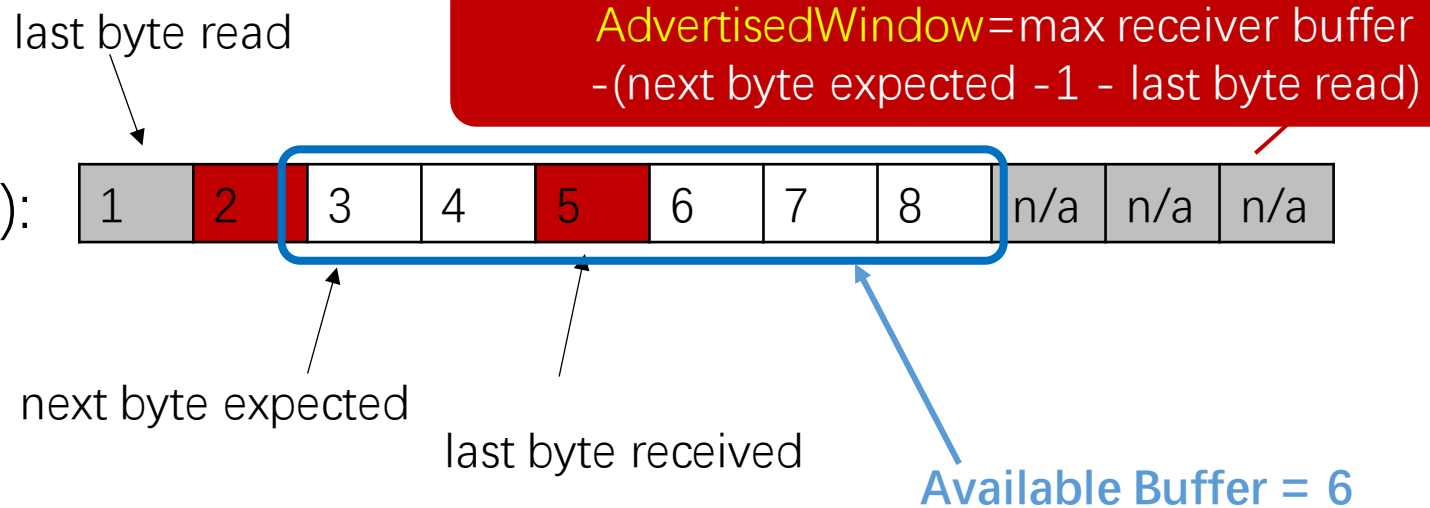 last byte read
AdvertisedWindow=max receiver buffer
-(next byte expected -1 - last byte read)
): 1 2 3 4 5 6 7 8 n/a n/a n/a
next byte expected
last byte received
Available Buffer = 6